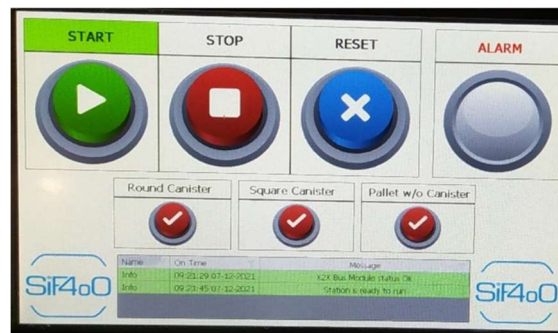 START STOP RESET ALARM
Round Canister Square Canister Pallet w/o Canister
Name On Time Message
Info 09:21:29 07-12-2021 X2X Bus Module status Ok
Info 09:21:45 07-12-2021 Station is ready to run
SiF4oO SiF4oO